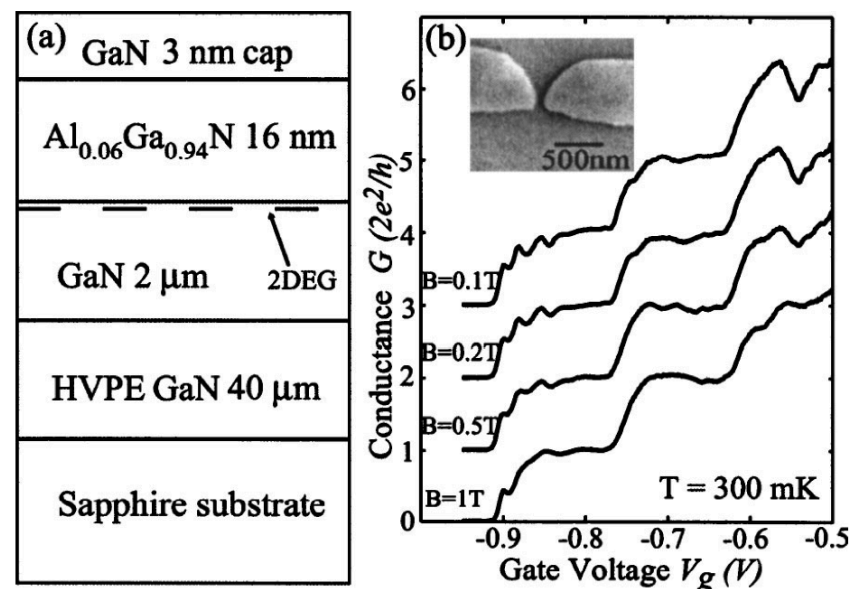 (a)
GaN 3 nm cap
Al0.06Ga0.94N 16 nm
2DEG
GaN 2 μm
HVPE GaN 40 μm
Sapphire substrate
(b)
500nm
Conductance G (2e²/h)
6
5
4
3
2
1
0
B=0.1T
B=0.2T
B=0.5T
B=1T
T = 300 mK
-0.9
-0.8
-0.7
-0.6
-0.5
Gate Voltage Vg (V)